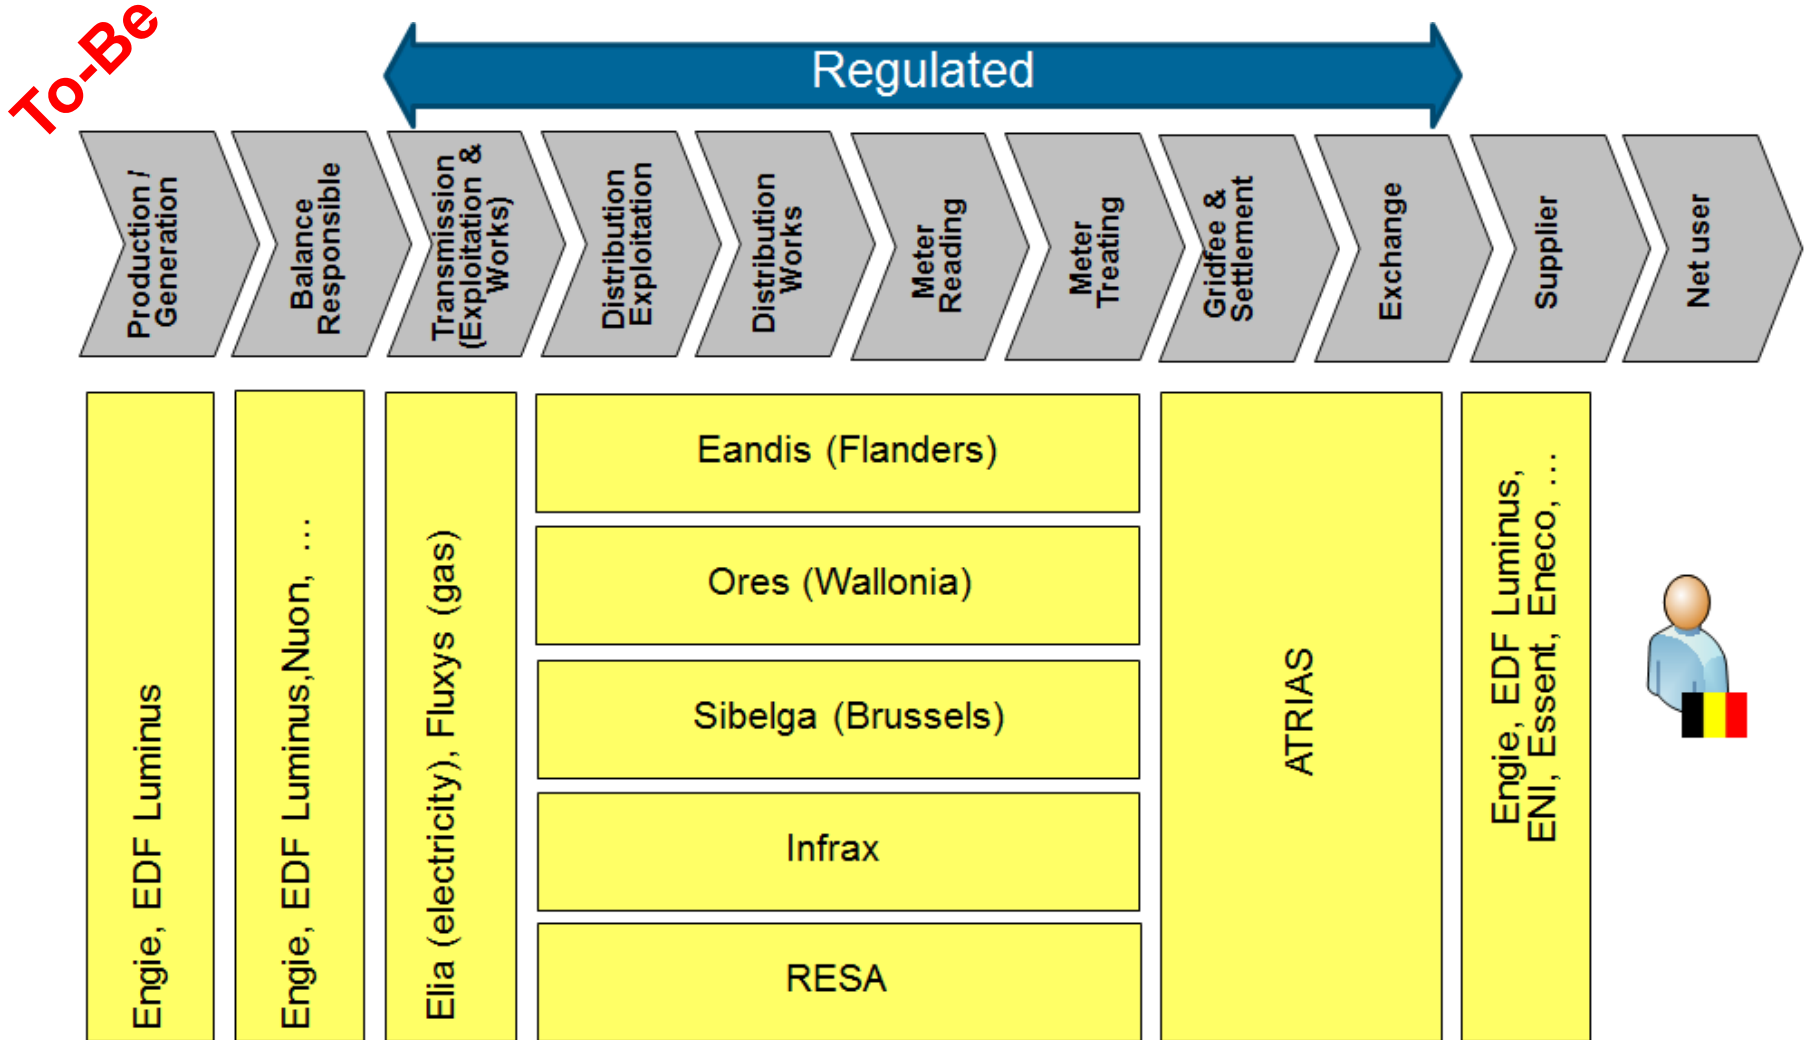 To-Be
Regulated
Production /
Generation
Balance
Responsible
Transmission
(Exploitation &
Works)
Distribution
Exploitation
Distribution
Works
Meter
Reading
Meter
Treating
Gridfee &
Settlement
Exchange
Supplier
Net user
Engie, EDF Luminus
Engie, EDF Luminus,Nuon, …
Elia (electricity), Fluxys (gas)
Eandis (Flanders)
Ores (Wallonia)
Sibelga (Brussels)
Infrax
RESA
ATRIAS
Engie, EDF Luminus,
ENI, Essent, Eneco, …